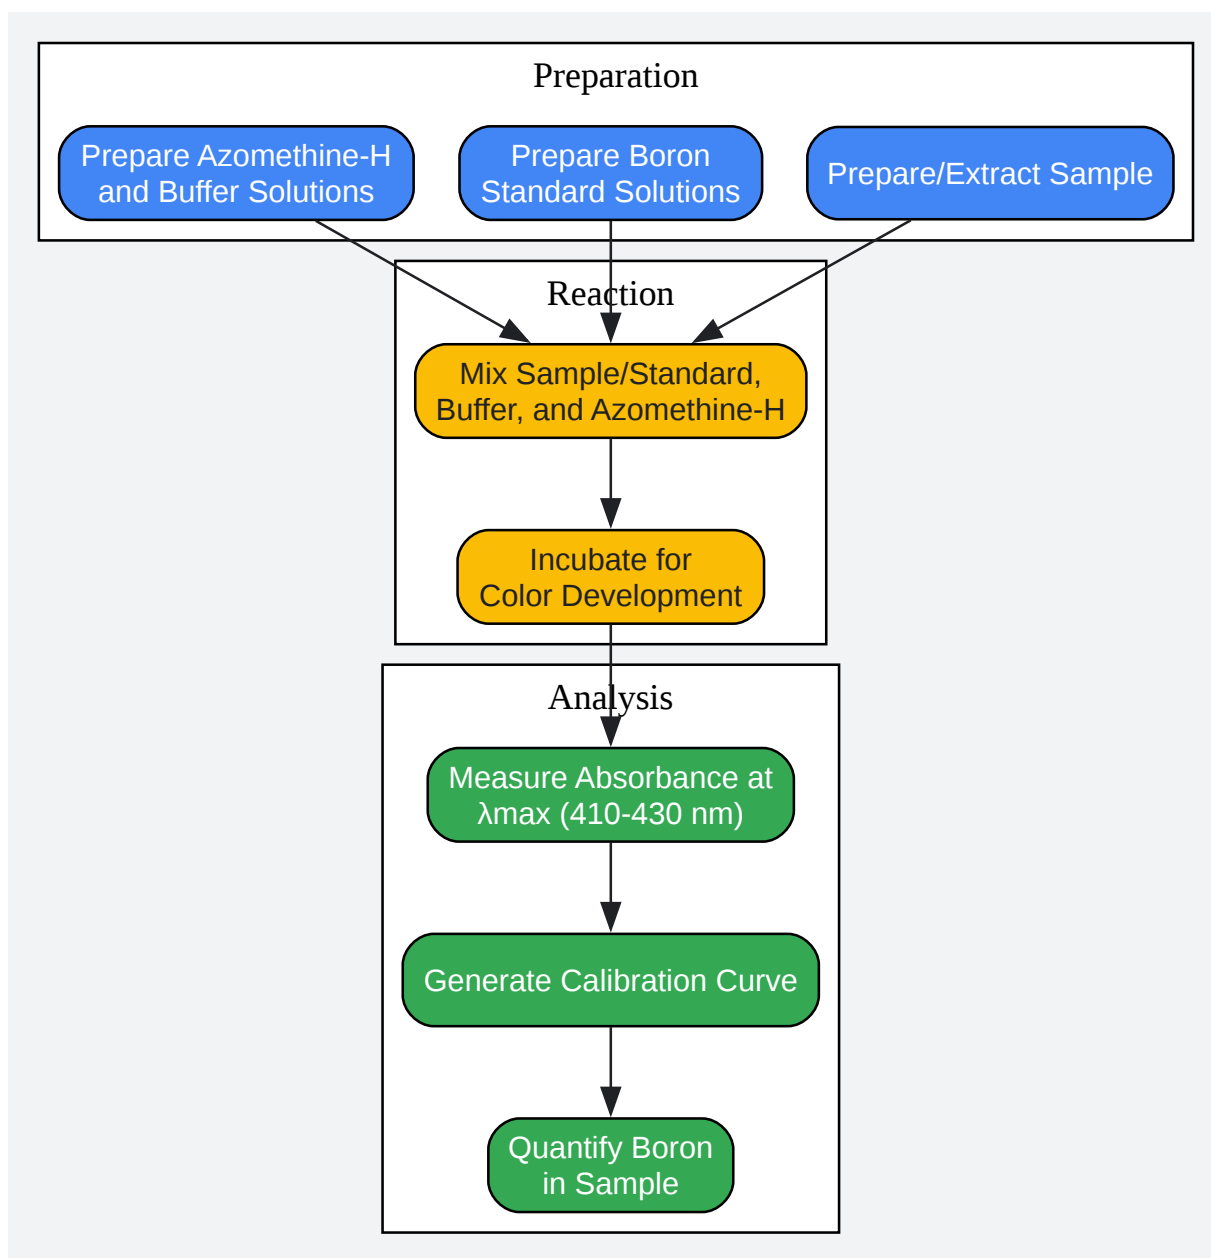 Preparation
Prepare Azomethine-H
and Buffer Solutions
Prepare Boron
Standard Solutions
Prepare/Extract Sample
Reaction
Mix Sample/Standard,
Buffer, and Azomethine-H
Incubate for
Color Development
Analysis
Measure Absorbance at
λmax (410-430 nm)
Generate Calibration Curve
Quantify Boron
in Sample